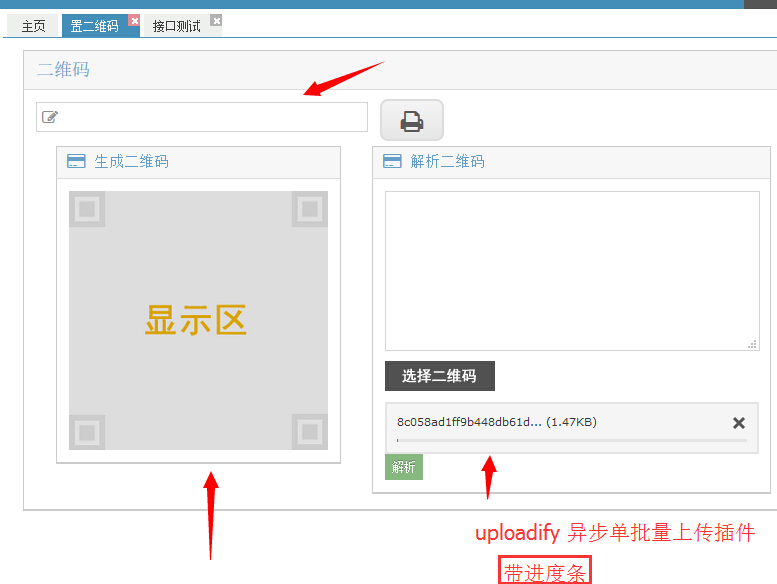 主页 置二维码 接口测试
二维码
生成二维码
解析二维码
显示区
选择二维码
8c058ad1ff9b448db61d... (1.47KB)
解析
uploadify 异步单批量上传插件
带进度条